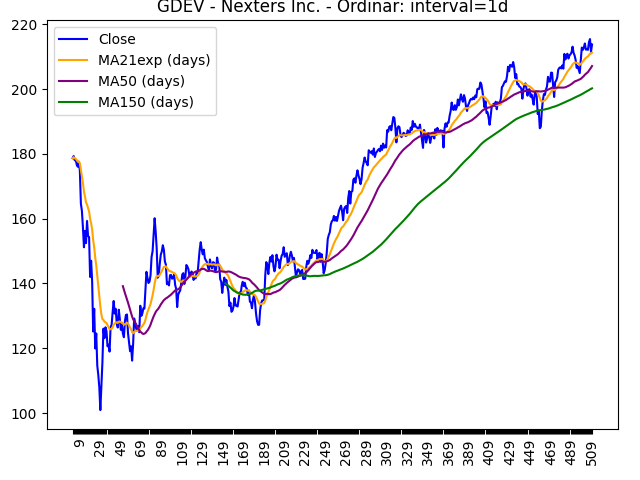 GDEV - Nexters Inc. - Ordinar: interval=1d
Close
MA21exp (days)
MA50 (days)
MA150 (days)
220
200
180
160
140
120
100
9 29 49 69 89 109 129 149 169 189 209 229 249 269 289 309 329 349 369 389 409 429 449 469 489 509